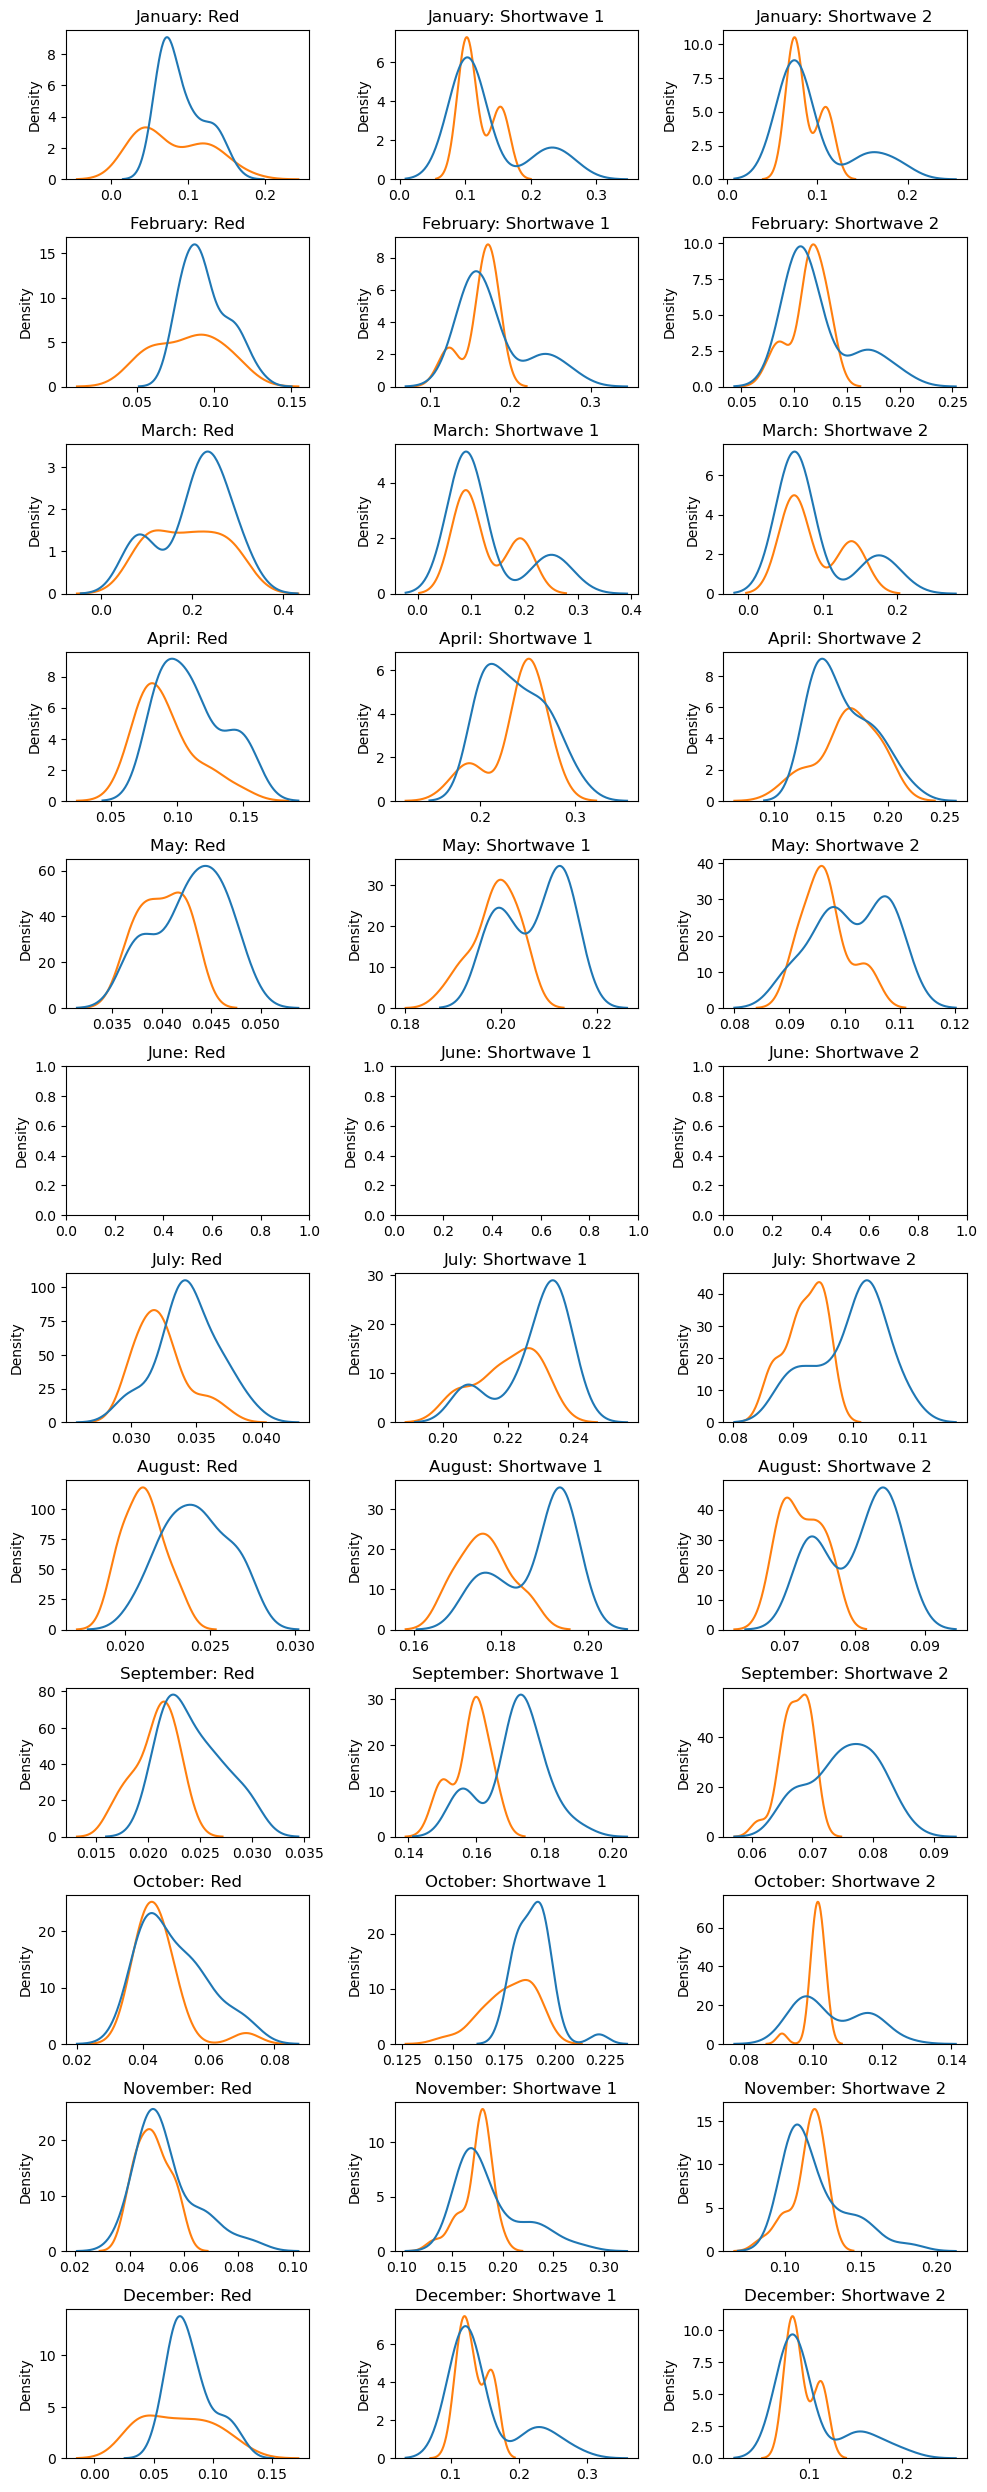 January: Red January: Shortwave 1 January: Shortwave 2
Density 8 6 4 2 0 0.0 0.1 0.2
Density 6 4 2 0 0.0 0.1 0.2 0.3
Density 10.0 7.5 5.0 2.5 0.0 0.0 0.1 0.2
February: Red February: Shortwave 1 February: Shortwave 2
Density 15 10 5 0 0.05 0.10 0.15
Density 8 6 4 2 0 0.1 0.2 0.3
Density 10.0 7.5 5.0 2.5 0.0 0.05 0.10 0.15 0.20 0.25
March: Red March: Shortwave 1 March: Shortwave 2
Density 3 2 1 0 0.0 0.2 0.4
Density 4 2 0 0.0 0.1 0.2 0.3 0.4
Density 6 4 2 0 0.0 0.1 0.2
April: Red April: Shortwave 1 April: Shortwave 2
Density 8 6 4 2 0 0.05 0.10 0.15
Density 6 4 2 0 0.2 0.3
Density 8 6 4 2 0 0.10 0.15 0.20 0.25
May: Red May: Shortwave 1 May: Shortwave 2
Density 60 40 20 0 0.035 0.040 0.045 0.050
Density 30 20 10 0 0.18 0.20 0.22
Density 40 30 20 10 0 0.08 0.09 0.10 0.11 0.12
June: Red June: Shortwave 1 June: Shortwave 2
Density 1.0 0.8 0.6 0.4 0.2 0.0 0.0 0.2 0.4 0.6 0.8 1.0
Density 1.0 0.8 0.6 0.4 0.2 0.0 0.0 0.2 0.4 0.6 0.8 1.0
Density 1.0 0.8 0.6 0.4 0.2 0.0 0.0 0.2 0.4 0.6 0.8 1.0
July: Red July: Shortwave 1 July: Shortwave 2
Density 100 75 50 25 0 0.030 0.035 0.040
Density 30 20 10 0 0.20 0.22 0.24
Density 40 30 20 10 0 0.08 0.09 0.10 0.11
August: Red August: Shortwave 1 August: Shortwave 2
Density 100 75 50 25 0 0.020 0.025 0.030
Density 30 20 10 0 0.16 0.18 0.20
Density 40 30 20 10 0 0.07 0.08 0.09
September: Red September: Shortwave 1 September: Shortwave 2
Density 80 60 40 20 0 0.015 0.020 0.025 0.030 0.035
Density 30 20 10 0 0.14 0.16 0.18 0.20
Density 40 20 0 0.06 0.07 0.08 0.09
October: Red October: Shortwave 1 October: Shortwave 2
Density 20 10 0 0.02 0.04 0.06 0.08
Density 20 10 0 0.125 0.150 0.175 0.200 0.225
Density 60 40 20 0 0.08 0.10 0.12 0.14
November: Red November: Shortwave 1 November: Shortwave 2
Density 20 10 0 0.02 0.04 0.06 0.08 0.10
Density 10 5 0 0.10 0.15 0.20 0.25 0.30
Density 15 10 5 0 0.10 0.15 0.20
December: Red December: Shortwave 1 December: Shortwave 2
Density 10 5 0 0.00 0.05 0.10 0.15
Density 6 4 2 0 0.1 0.2 0.3
Density 10.0 7.5 5.0 2.5 0.0 0.1 0.2